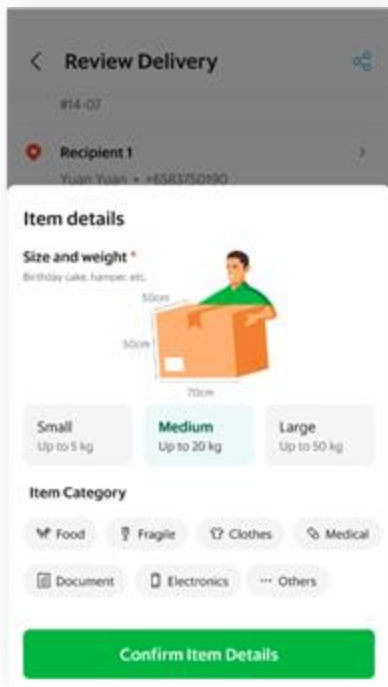 Review Delivery
#14-07
Recipient 1
Yuan Yuan • +6583750190
Item details
Size and weight *
Birthday cake, hamper, etc.
50cm
50cm
70cm
Small
Medium
Large
Up to 5 kg
Up to 20 kg
Up to 50 kg
Item Category
Food
Fragile
Clothes
Medical
Document
Electronics
··· Others
Confirm Item Details